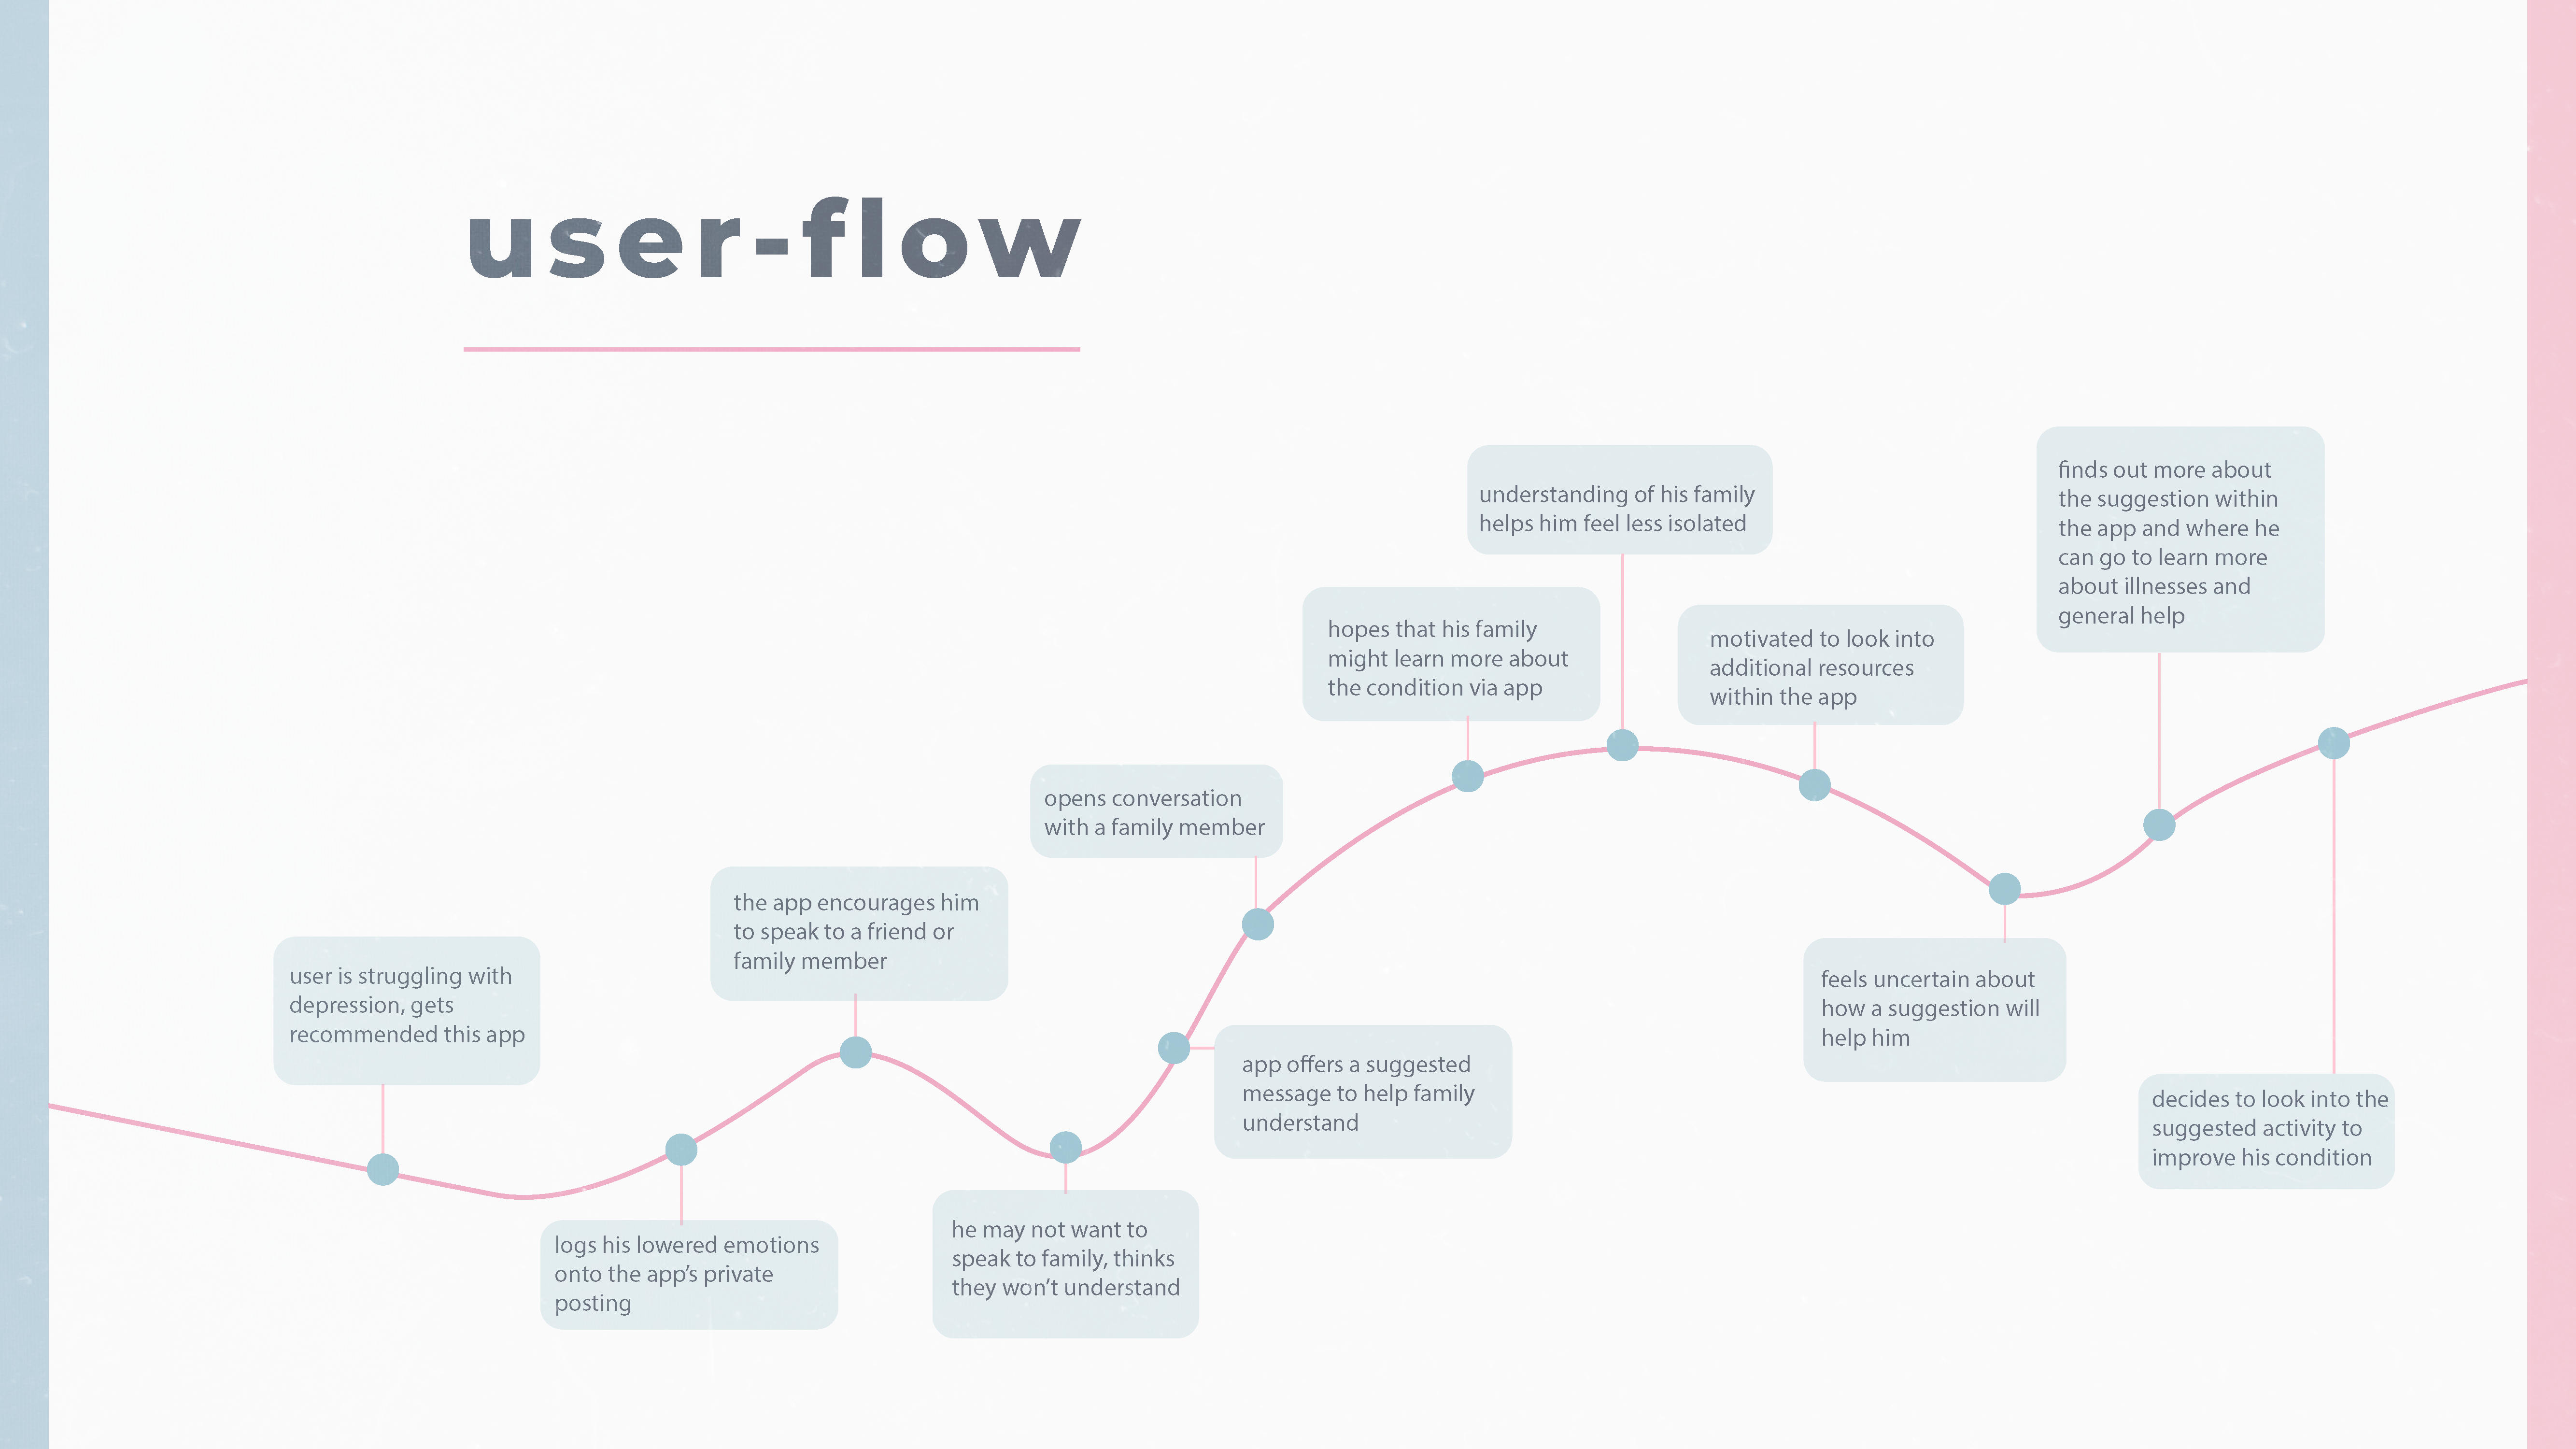 user-flow
user is struggling with
depression, gets
recommended this app
logs his lowered emotions
onto the app's private
posting
the app encourages him
to speak to a friend or
family member
he may not want to
speak to family, thinks
they won't understand
app offers a suggested
message to help family
understand
opens conversation
with a family member
hopes that his family
might learn more about
the condition via app
understanding of his family
helps him feel less isolated
motivated to look into
additional resources
within the app
feels uncertain about
how a suggestion will
help him
finds out more about
the suggestion within
the app and where he
can go to learn more
about illnesses and
general help
decides to look into the
suggested activity to
improve his condition